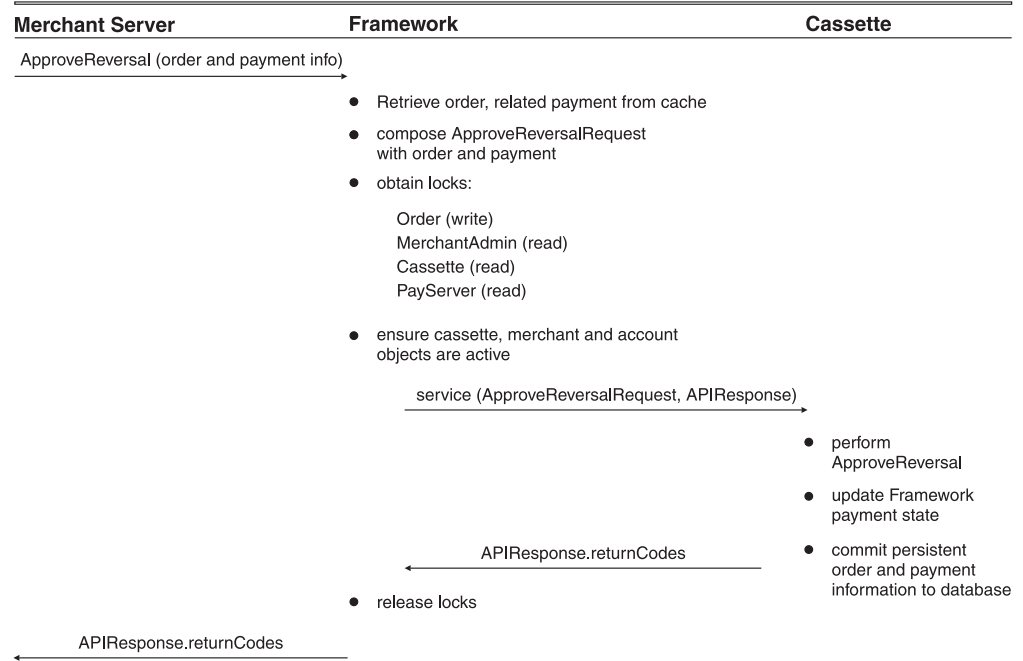 Merchant Server Framework Cassette
ApproveReversal (order and payment info)
● Retrieve order, related payment from cache
● compose ApproveReversalRequest
with order and payment
● obtain locks:
Order (write)
MerchantAdmin (read)
Cassette (read)
PayServer (read)
● ensure cassette, merchant and account
objects are active
service (ApproveReversalRequest, APIResponse)
● perform
ApproveReversal
● update Framework
payment state
● commit persistent
order and payment
information to database
APIResponse.returnCodes
● release locks
APIResponse.returnCodes